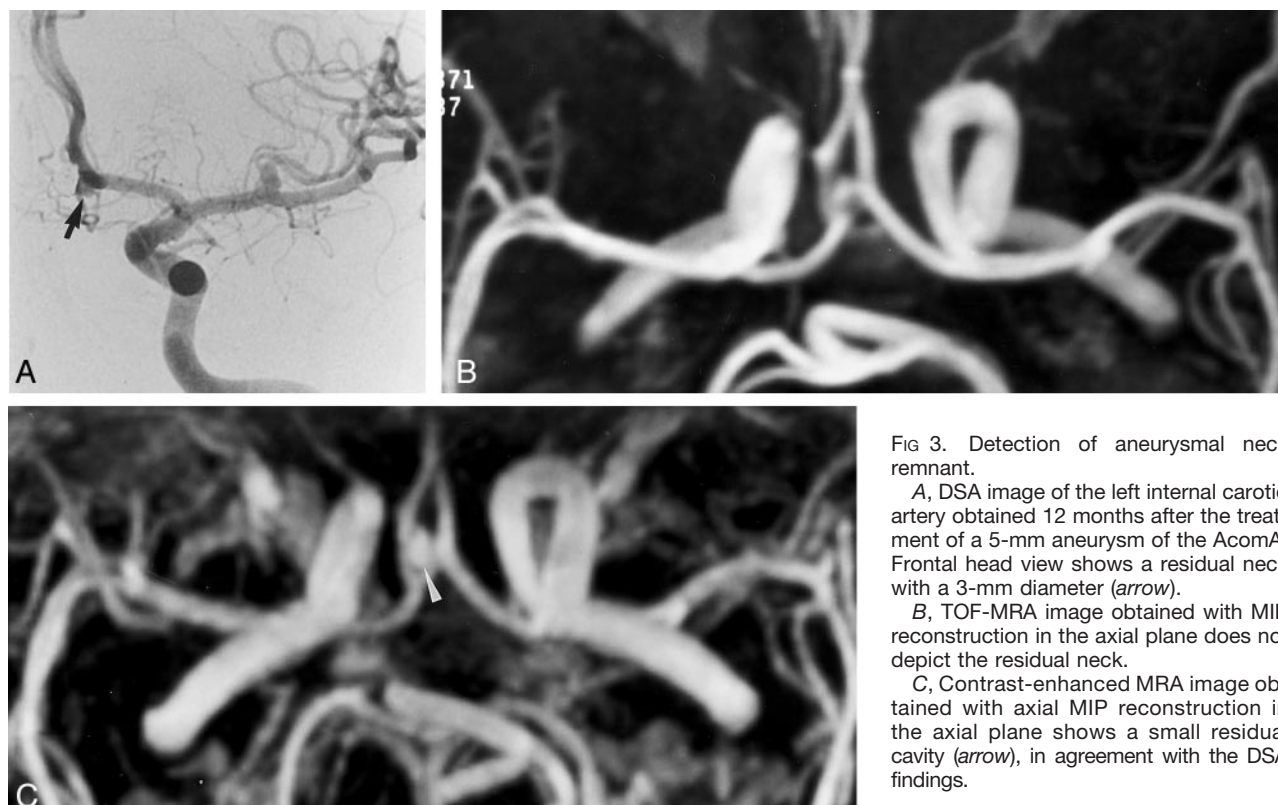 371
37
A
B
C
FIG 3. Detection of aneurysmal nec
remnant.
A, DSA image of the left internal caroti
artery obtained 12 months after the treat-
ment of a 5-mm aneurysm of the AcomA
Frontal head view shows a residual nec
with a 3-mm diameter (arrow).
B, TOF-MRA image obtained with MI
reconstruction in the axial plane does no
depict the residual neck.
C, Contrast-enhanced MRA image ob-
tained with axial MIP reconstruction i
the axial plane shows a small residua
cavity (arrow), in agreement with the DSA
findings.